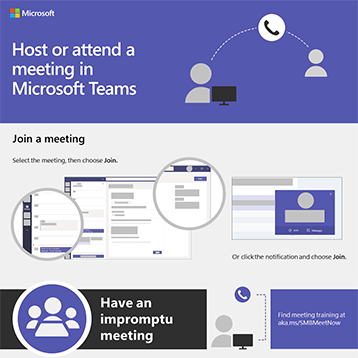 Microsoft
Host or attend a
meeting in
Microsoft Teams
Join a meeting
Select the meeting, then choose Join.
Or click the notification and choose Join.
Have an
impromptu
meeting
Find meeting training at
aka.ms/SMBMeetNow